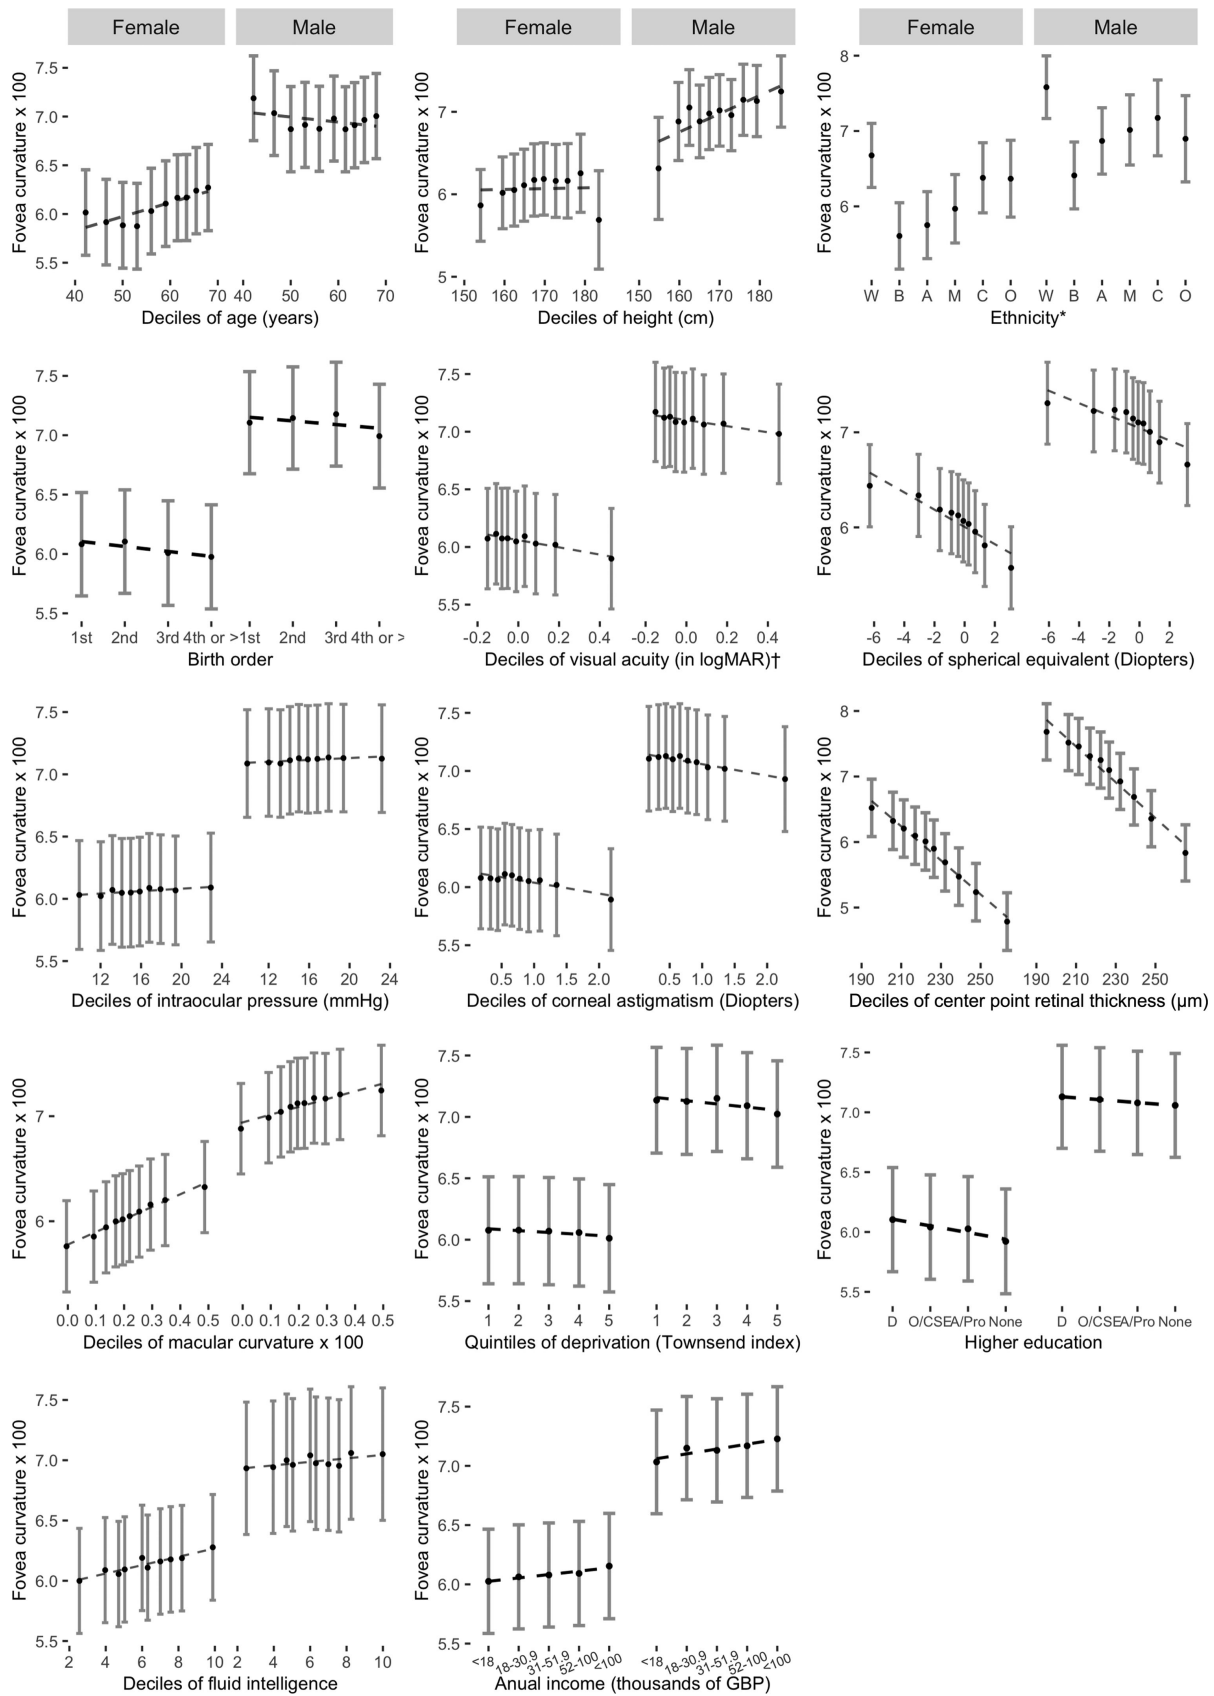 Female Male Female Male Female Male
Fovea curvature x 100
7.5
7.0
6.5
6.0
5.5
40 50 60 70 40 50 60 70
Deciles of age (years)
Fovea curvature x 100
7
6
5
150 160 170 180 150 160 170 180
Deciles of height (cm)
Fovea curvature x 100
8
7
6
W B A M C O W B A M C O
Ethnicity*
Fovea curvature x 100
7.5
7.0
6.5
6.0
5.5
1st 2nd 3rd 4th or >1st 2nd 3rd 4th or >
Birth order
Fovea curvature x 100
7.5
7.0
6.5
6.0
5.5
-0.2 0.0 0.2 0.4 -0.2 0.0 0.2 0.4
Deciles of visual acuity (in logMAR)†
Fovea curvature x 100
7
6
-6 -4 -2 0 2 -6 -4 -2 0 2
Deciles of spherical equivalent (Diopters)
Fovea curvature x 100
7.5
7.0
6.5
6.0
5.5
12 16 20 24 12 16 20 24
Deciles of intraocular pressure (mmHg)
Fovea curvature x 100
7.5
7.0
6.5
6.0
5.5
0.5 1.0 1.5 2.0 0.5 1.0 1.5 2.0
Deciles of corneal astigmatism (Diopters)
Fovea curvature x 100
8
7
6
5
190 210 230 250 190 210 230 250
Deciles of center point retinal thickness (µm)
Fovea curvature x 100
7
6
0.0 0.1 0.2 0.3 0.4 0.5 0.0 0.1 0.2 0.3 0.4 0.5
Deciles of macular curvature x 100
Fovea curvature x 100
7.5
7.0
6.5
6.0
5.5
1 2 3 4 5 1 2 3 4 5
Quintiles of deprivation (Townsend index)
Fovea curvature x 100
7.5
7.0
6.5
6.0
5.5
D O/CSEA/Pro None D O/CSEA/Pro None
Higher education
Fovea curvature x 100
7.5
7.0
6.5
6.0
5.5
2 4 6 8 10 2 4 6 8 10
Deciles of fluid intelligence
Fovea curvature x 100
7.5
7.0
6.5
6.0
5.5
<18 18-30.9 31-51.9 52-100 <100 <18 18-30.9 31-51.9 52-100 <100
Anual income (thousands of GBP)